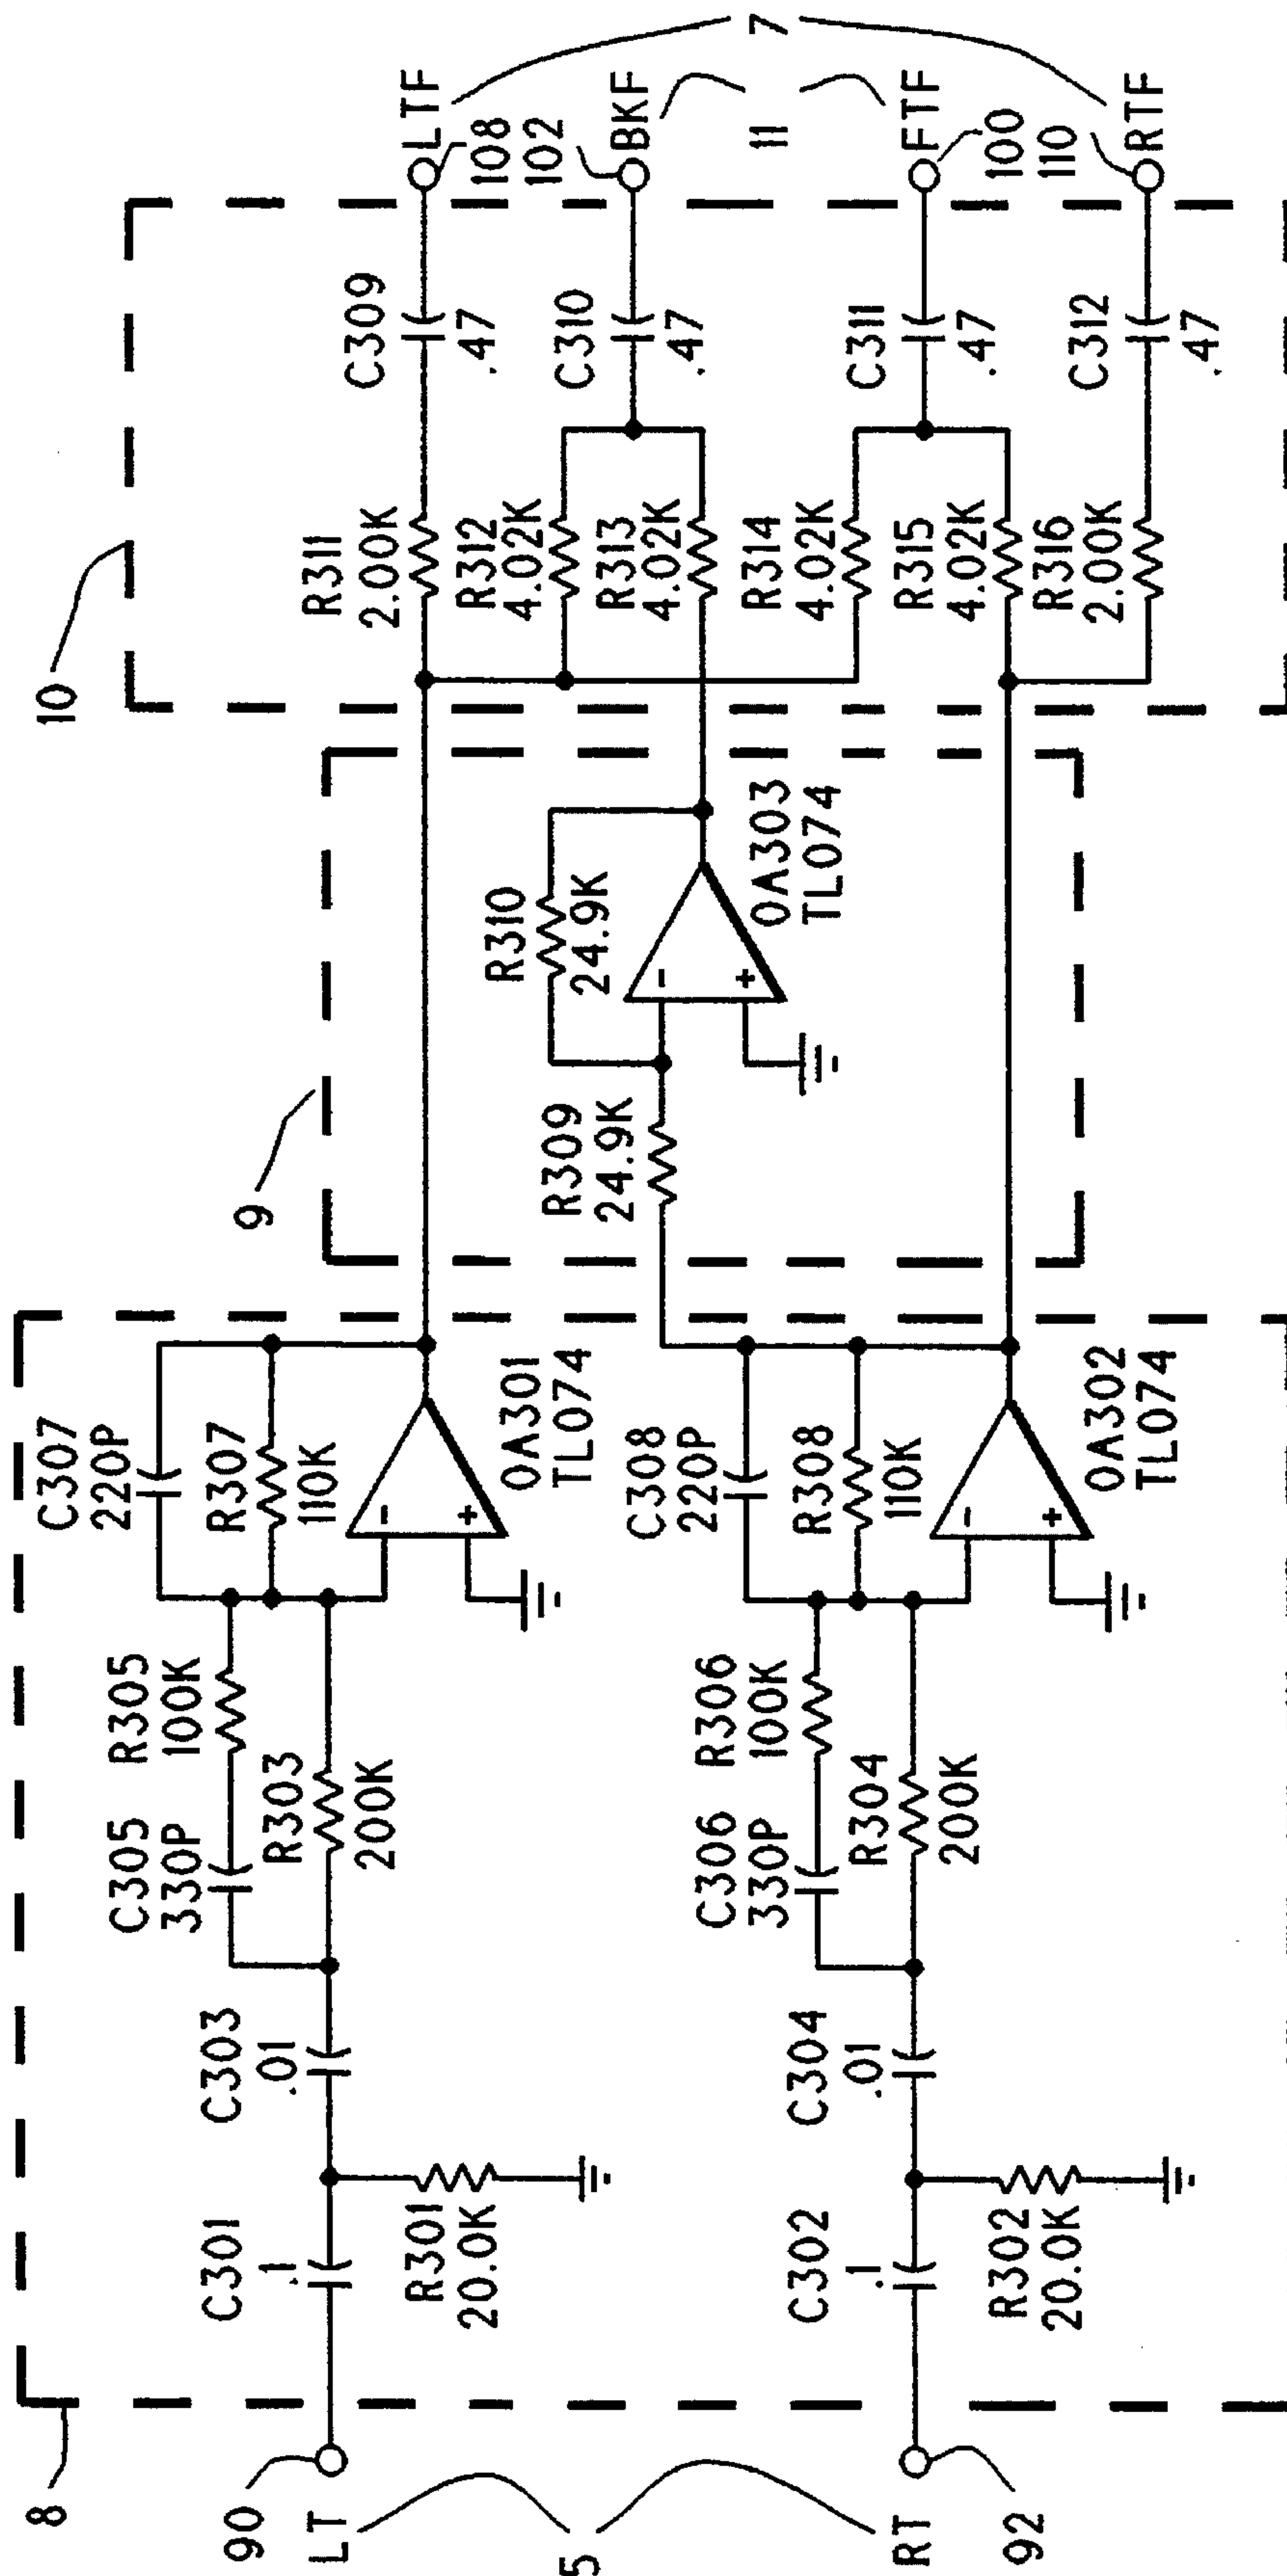 8
90
LT
5
RT
92
C301
.1
R301
20.0K
C303
.01
C305
330P
R305
100K
R303
200K
C307
220P
R307
110K
-
+
OA301
TL074
C302
.1
R302
20.0K
C304
.01
C306
330P
R306
100K
R304
200K
C308
220P
R308
110K
-
+
OA302
TL074
9
R309
24.9K
R310
24.9K
-
+
OA303
TL074
10
R311
2.00K
R312
4.02K
R313
4.02K
R314
4.02K
R315
4.02K
R316
2.00K
C309
.47
C310
.47
C311
.47
C312
.47
LTF
108
102
BKF
11
7
FTF
100
110
RTF